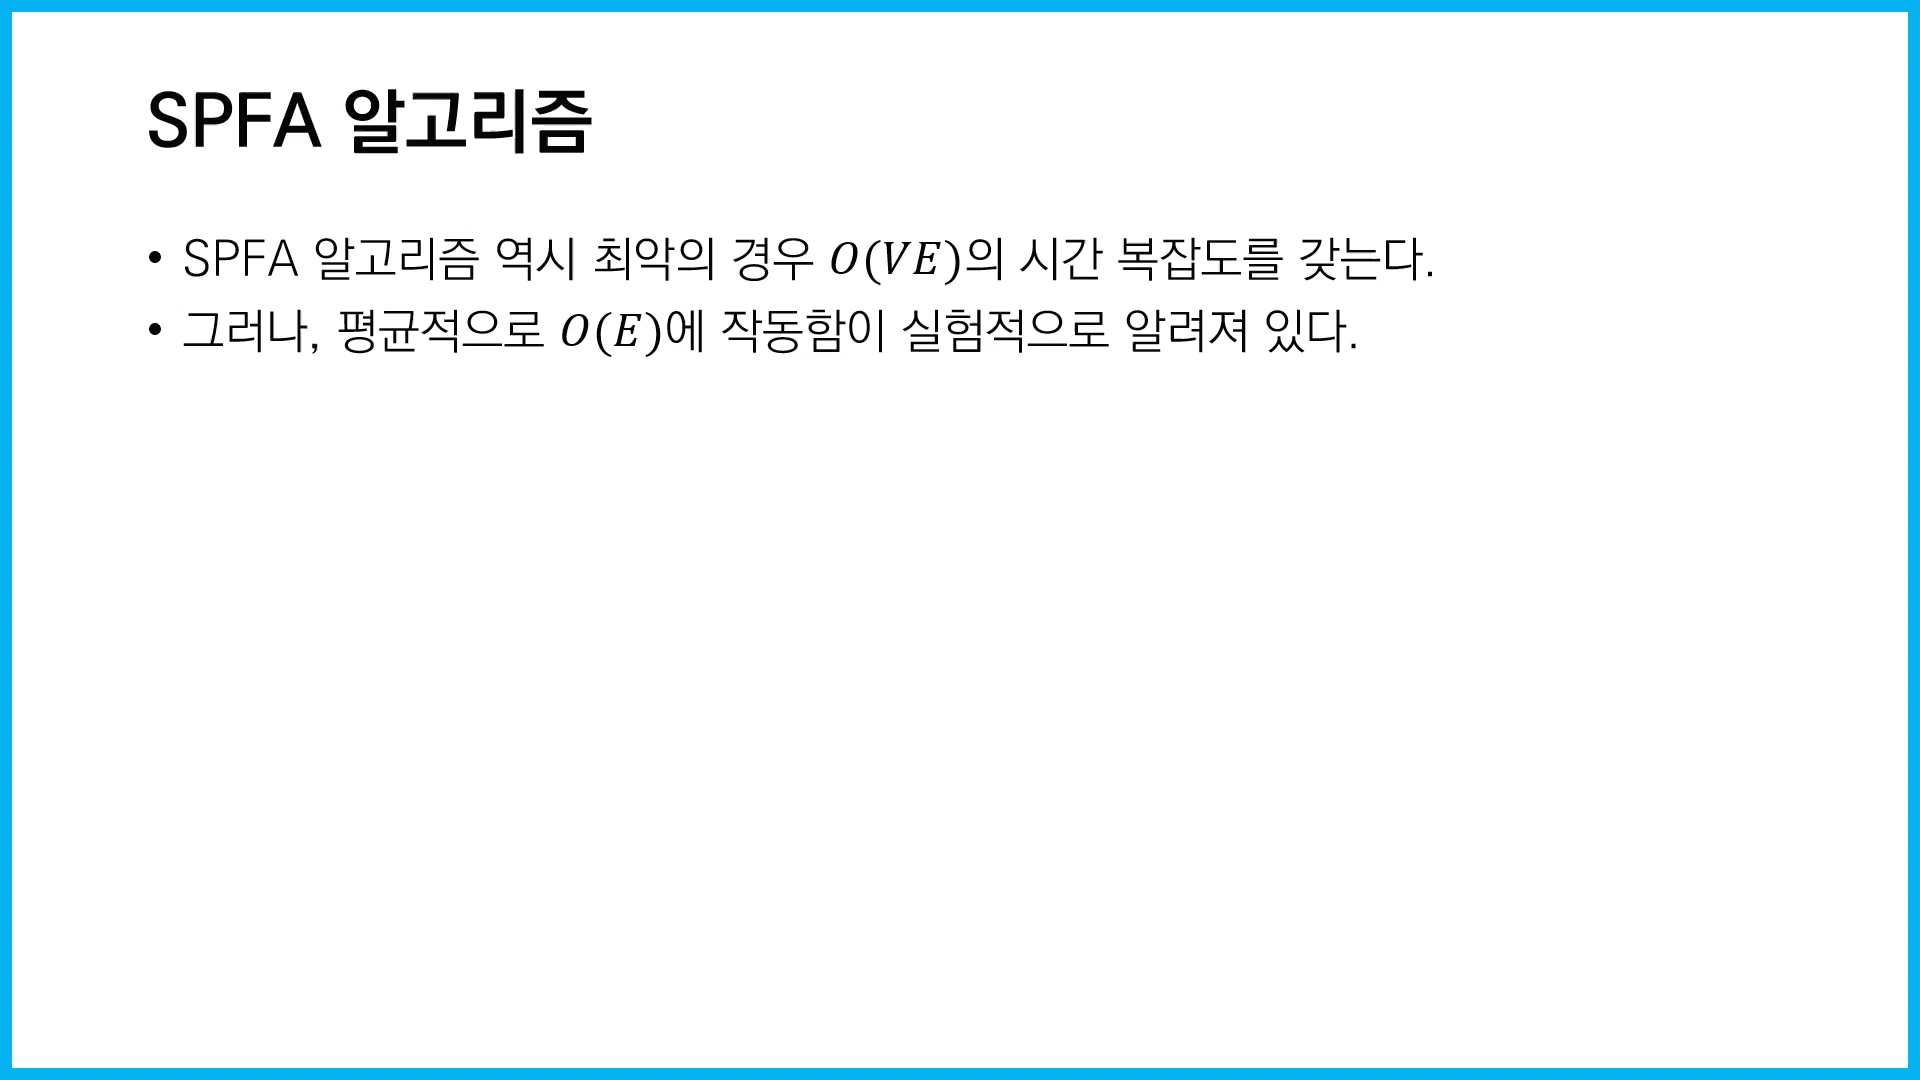 SPFA 알고리즘
• SPFA 알고리즘 역시 최악의 경우 O(VE)의 시간 복잡도를 갖는다.
• 그러나, 평균적으로 O(E)에 작동함이 실험적으로 알려져 있다.